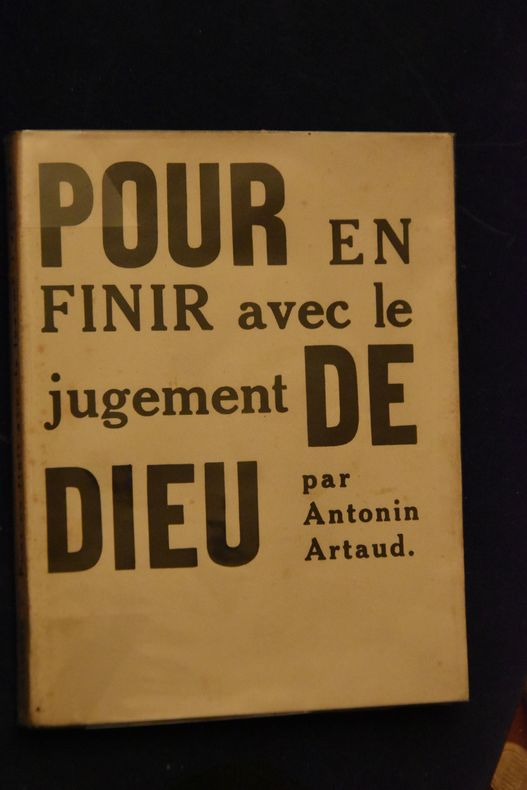 POUR EN
FINIR avec le
jugement DE
DIEU
par
Antonin
Artaud.